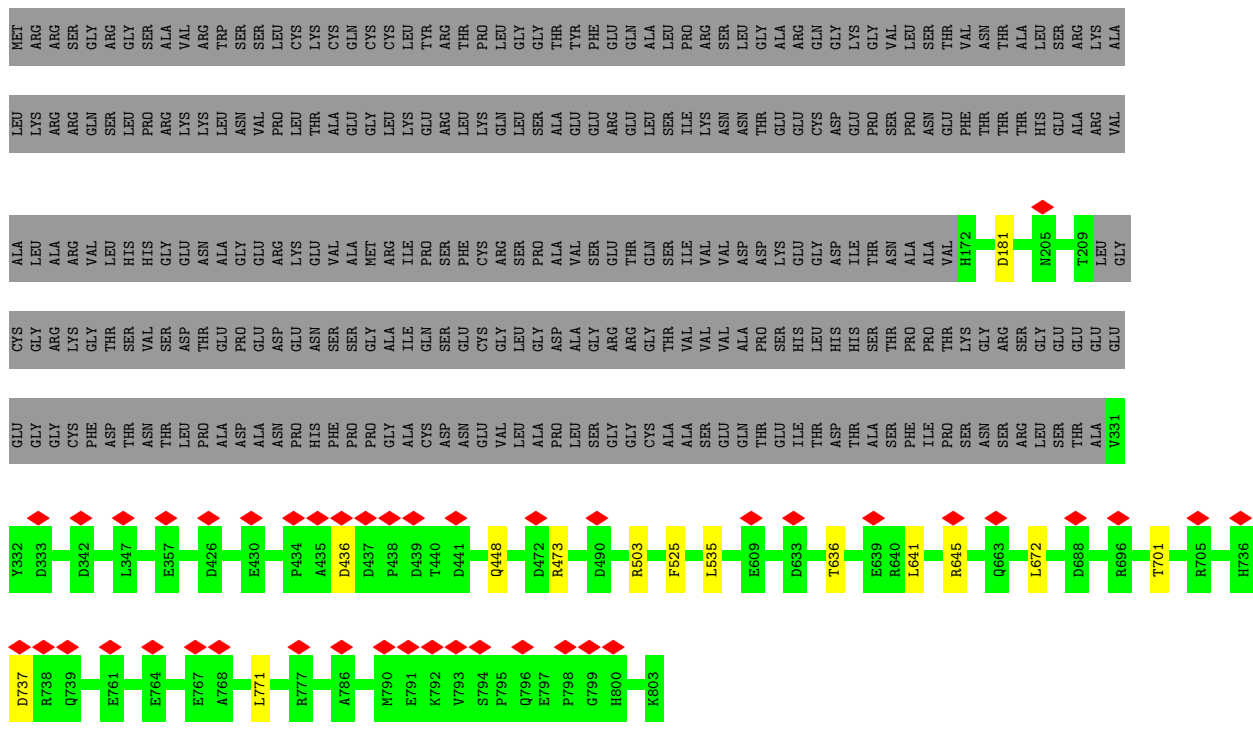 MET ARG ARG SER GLY ARG GLY SER ALA VAL ARG TRP SER SER LEU CYS LYS CYS GLN CYS CYS LEU TYR ARG THR PRO LEU GLY GLY THR TYR PHE GLU GLN ALA LEU PRO ARG SER LEU GLY ALA ARG GLN GLY LYS GLY VAL LEU SER THR VAL ASN THR ALA LEU SER ARG LYS ALA
LEU LYS ARG ARG GLN SER LEU PRO ARG LYS LYS LEU ASN VAL PRO LEU THR ALA GLU GLY LEU LYS GLU ARG LEU LYS GLN LEU SER ALA GLU GLU ARG GLU LEU SER ILE LYS ASN ASN THR GLU GLU CYS ASP GLU PRO SER PRO ASN GLU PHE THR THR THR HIS GLU ALA ARG VAL
ALA LEU ALA ARG VAL LEU HIS HIS GLY GLU ASN ALA GLY GLU ARG LYS GLU VAL ALA MET ARG ILE PRO SER PHE CYS ARG SER PRO ALA VAL SER GLU THR GLN SER ILE VAL VAL ASP ASP LYS GLU GLY ASP ILE THR ASN ALA ALA VAL H172 D181 N205 T209 LEU GLY
CYS GLY ARG LYS GLY THR SER VAL SER ASP THR GLU PRO GLU ASP GLU ASN SER SER GLY ALA ILE GLN SER GLU CYS GLY LEU GLY ASP ALA GLY ARG ARG GLY THR VAL VAL VAL ALA PRO SER HIS LEU HIS HIS SER THR PRO PRO THR LYS GLY ARG SER GLY GLU GLU GLU GLU
GLU GLY GLY CYS PHE ASP THR ASN THR LEU PRO ALA ASP ALA ASN PRO HIS PHE PRO PRO GLY ALA CYS ASP ASN GLU VAL LEU ALA PRO LEU SER GLY GLY CYS ALA ALA SER GLU GLN THR GLU ILE THR ASP THR ALA SER PHE ILE PRO SER ASN SER ARG LEU SER THR ALA V331
Y332 D333 D342 L347 E357 D426 E430 P434 A435 D436 D437 P438 D439 T440 D441 Q448 D472 R473 D490 R503 F525 L535 E609 D633 T636 E639 R640 L641 R645 Q663 L672 D688 R696 T701 R705 H736
D737 R738 Q739 E761 E764 E767 A768 L771 R777 A786 M790 E791 K792 V793 S794 P795 Q796 E797 P798 G799 H800 K803